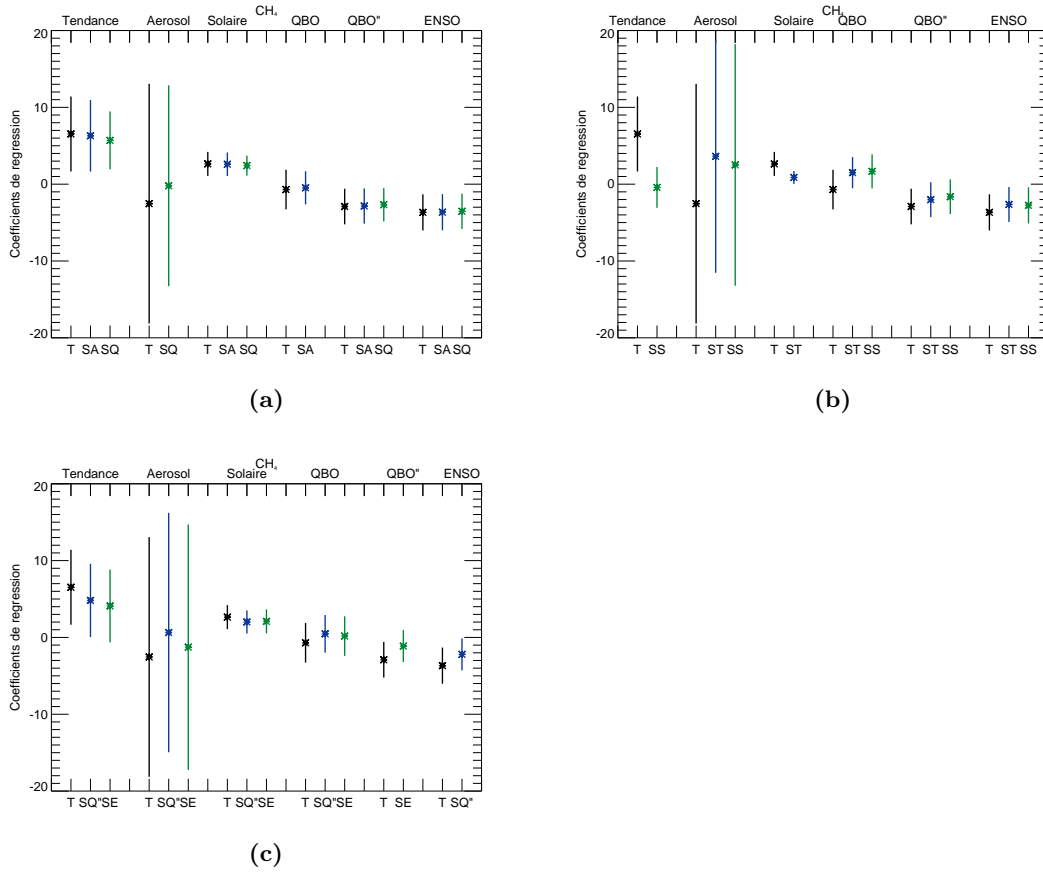 CH₄
Tendance Aerosol Solaire QBO QBO" ENSO
20
10
0
-10
-20
Coefficients de regression
T SA SQ T SQ T SA SQ T SA T SA SQ T SA SQ
(a)
CH₄
Tendance Aerosol Solaire QBO QBO" ENSO
20
10
0
-10
-20
Coefficients de regression
T SS T ST SS T ST T ST SS T ST SS T ST SS
(b)
CH₄
Tendance Aerosol Solaire QBO QBO" ENSO
20
10
0
-10
-20
Coefficients de regression
T SQ"SE T SQ"SE T SQ"SE T SQ"SE T SE T SQ"
(c)